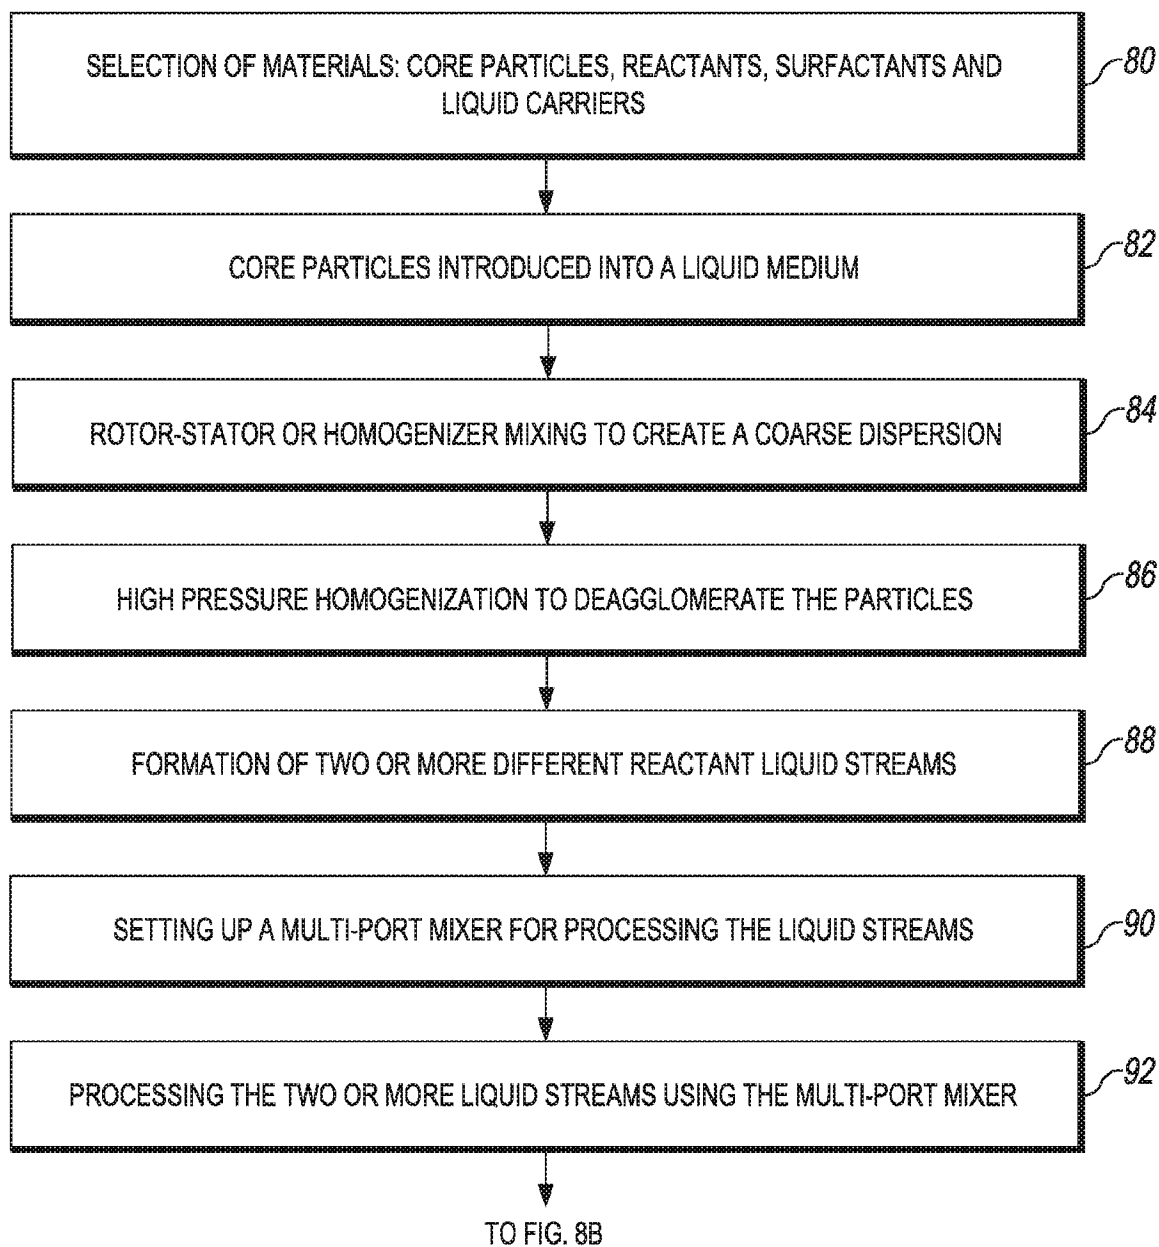 SELECTION OF MATERIALS: CORE PARTICLES, REACTANTS, SURFACTANTS AND
LIQUID CARRIERS
80
CORE PARTICLES INTRODUCED INTO A LIQUID MEDIUM
82
ROTOR-STATOR OR HOMOGENIZER MIXING TO CREATE A COARSE DISPERSION
84
HIGH PRESSURE HOMOGENIZATION TO DEAGGLOMERATE THE PARTICLES
86
FORMATION OF TWO OR MORE DIFFERENT REACTANT LIQUID STREAMS
88
SETTING UP A MULTI-PORT MIXER FOR PROCESSING THE LIQUID STREAMS
90
PROCESSING THE TWO OR MORE LIQUID STREAMS USING THE MULTI-PORT MIXER
92
TO FIG. 8B